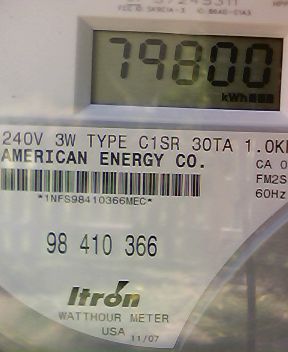 79800
kWh
240V 3W TYPE C1SR 30TA 1.0K
AMERICAN ENERGY CO.
CA 0
FM2S
60Hz
*1NFS98410366MEC*
98 410 366
Itrón
WATTHOUR METER
USA 11/07